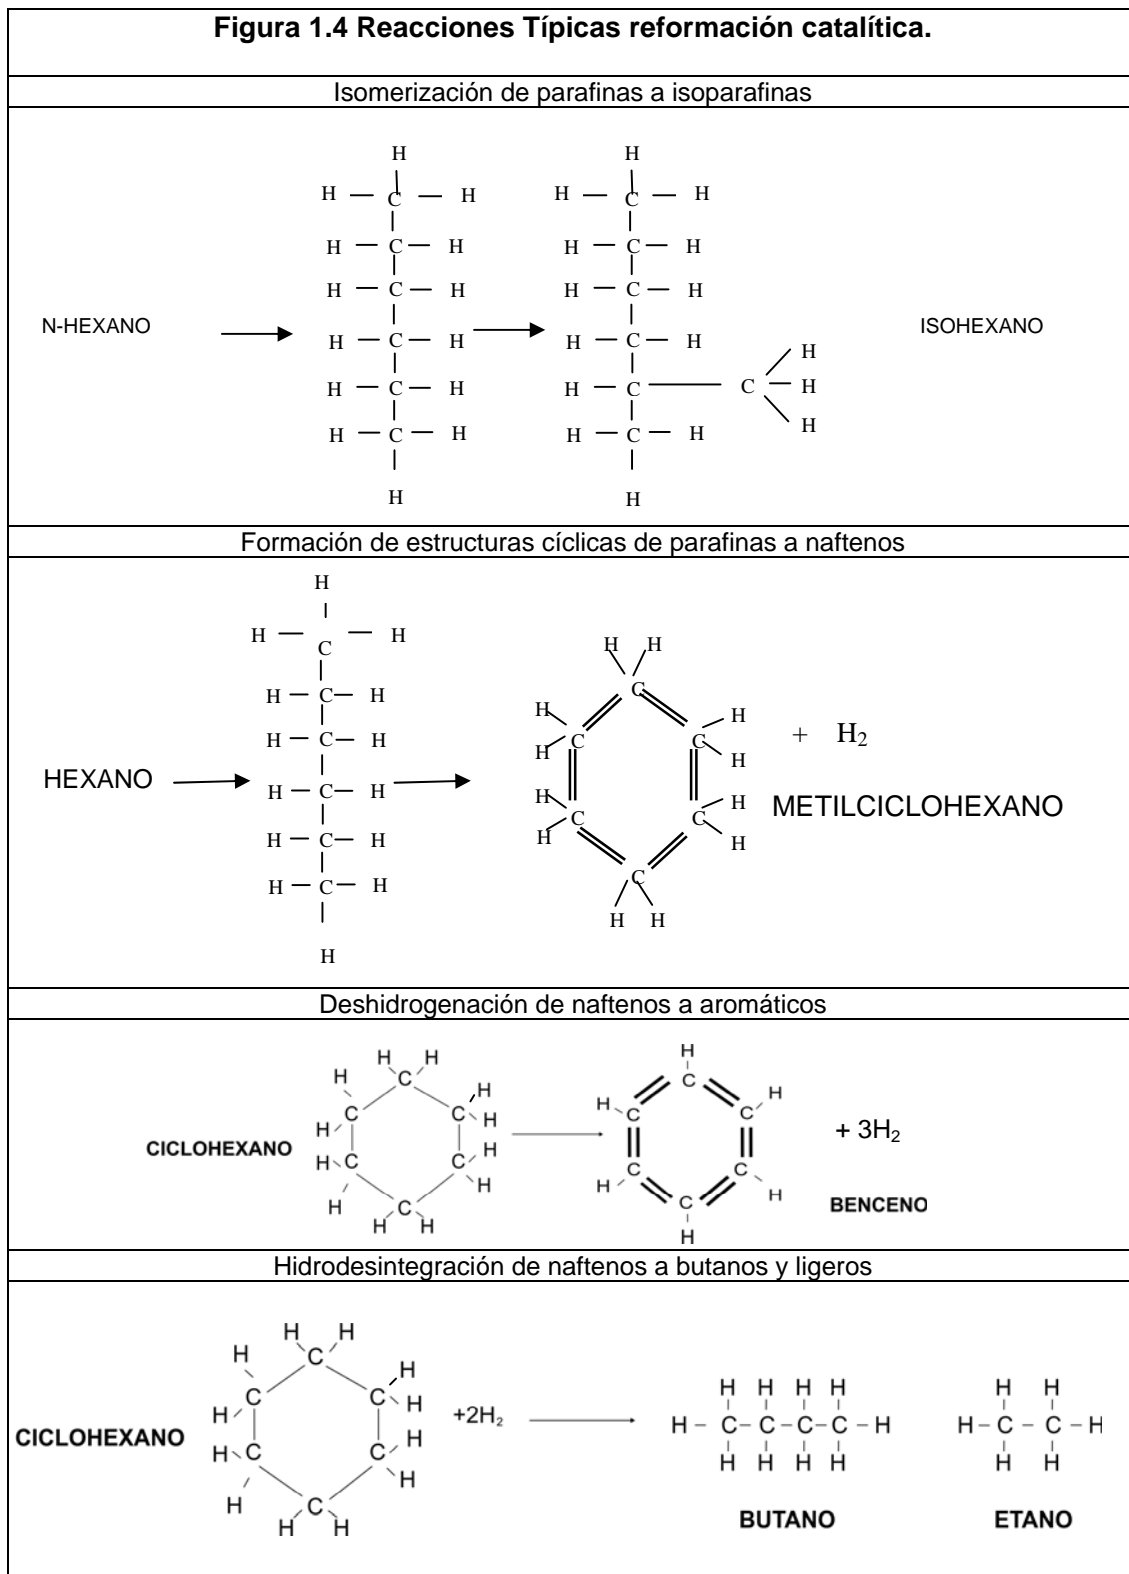 Figura 1.4 Reacciones Típicas reformación catalítica.
Isomerización de parafinas a isoparafinas
H H
H — C — H H — C — H
H — C — H H — C — H
H — C — H H — C — H
N-HEXANO H — C — H H — C — H ISOHEXANO
H
H — C — H H — C C — H
H
H — C — H H — C — H
H H
Formación de estructuras cíclicas de parafinas a naftenos
H
H — C — H
H — C — H
H — C — H
HEXANO H — C — H
H — C — H
H — C — H
H
H H
C
H C H C H H
H C H C H H
C
H H
+ H₂
METILCICLOHEXANO
Deshidrogenación de naftenos a aromáticos
CICLOHEXANO
H H
C
H C H C H H
H C H C H H
C
H H
H
C
H C C H
H C C H
C
H
+ 3H₂
BENCENO
Hidrodesintegración de naftenos a butanos y ligeros
CICLOHEXANO
H H
C
H C H C H H
H C H C H H
C
H H
+2H₂
H H H H
H – C – C – C – C – H
H H H H
BUTANO
H H
H – C – C – H
H H
ETANO